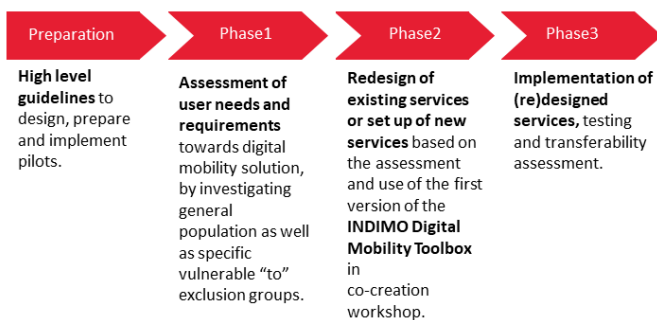 Preparation
Phase1
Phase2
Phase3
High level
guidelines to
design, prepare
and implement
pilots.
Assessment of
user needs and
requirements
towards digital
mobility solution,
by investigating
general
population as well
as specific
vulnerable “to”
exclusion groups.
Redesign of
existing services
or set up of new
services based on
the assessment
and use of the first
version of the
INDIMO Digital
Mobility Toolbox
in
co-creation
workshop.
Implementation of
(re)designed
services, testing
and transferability
assessment.